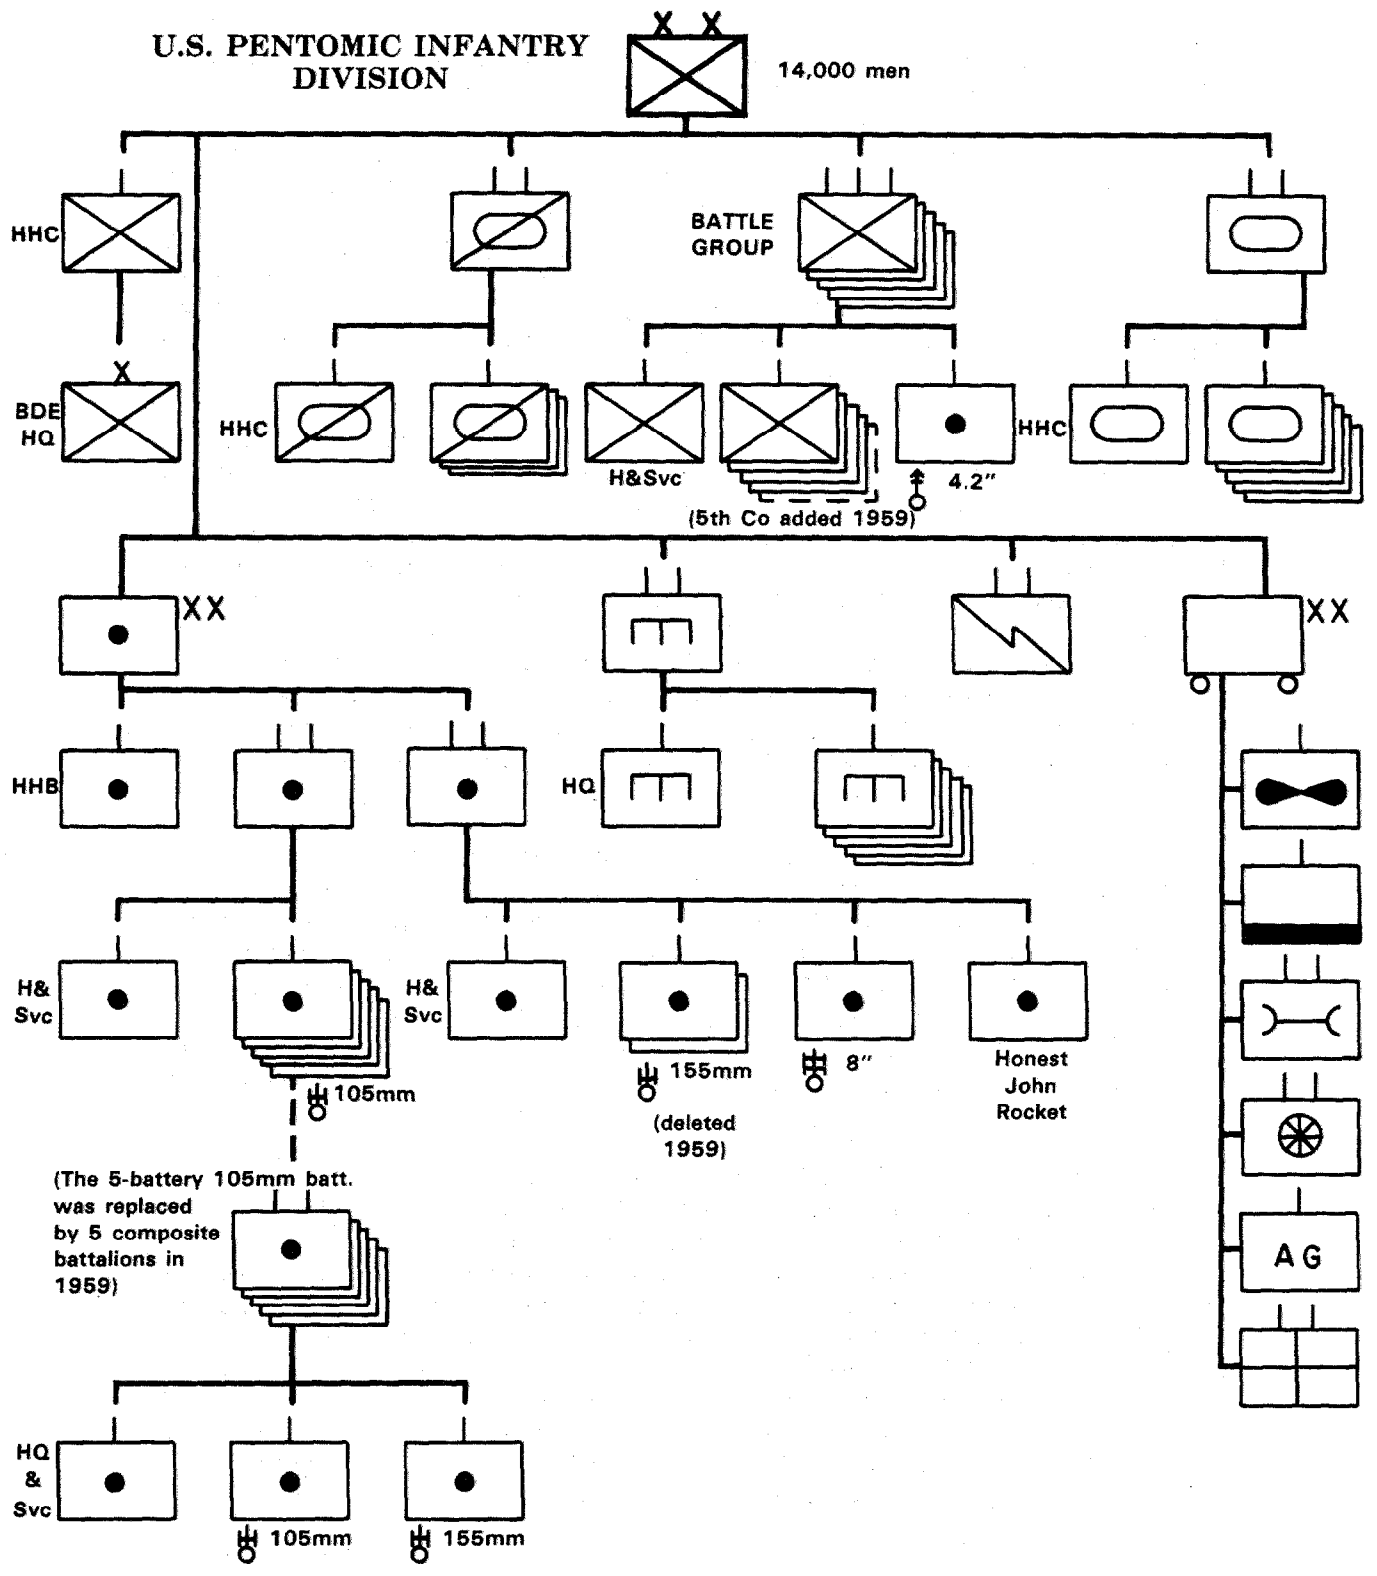 X X
U.S. PENTOMIC INFANTRY
DIVISION
14,000 men
HHC
BATTLE
GROUP
X
BDE
HQ
HHC
H&Svc
(5th Co added 1959)
4.2″
HHC
XX
XX
HHB
HQ
H&
Svc
105mm
H&
Svc
155mm
(deleted
1959)
8″
Honest
John
Rocket
(The 5-battery 105mm batt.
was replaced
by 5 composite
battalions in
1959)
AG
HQ
&
Svc
105mm
155mm